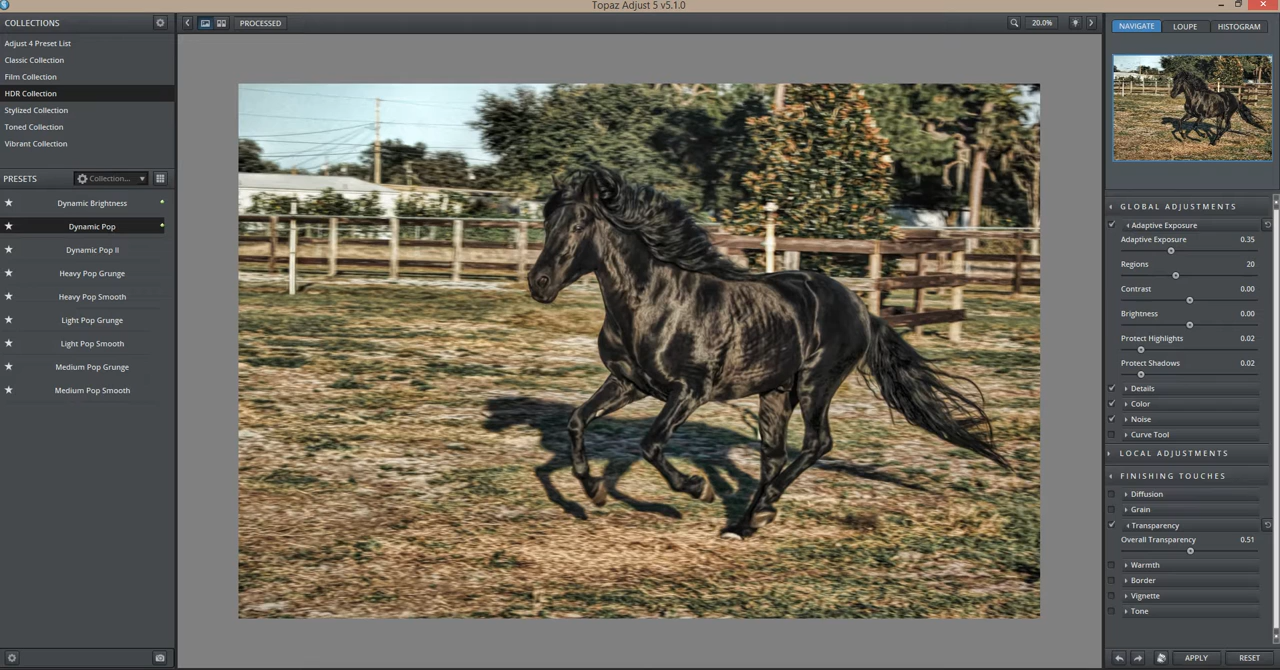 Topaz Adjust 5 v5.1.0
COLLECTIONS
PROCESSED
20.0%
NAVIGATE
LOUPE
HISTOGRAM
Adjust 4 Preset List
Classic Collection
Film Collection
HDR Collection
Stylized Collection
Toned Collection
Vibrant Collection
PRESETS
Collection...
Dynamic Brightness
Dynamic Pop
Dynamic Pop II
Heavy Pop Grunge
Heavy Pop Smooth
Light Pop Grunge
Light Pop Smooth
Medium Pop Grunge
Medium Pop Smooth
GLOBAL ADJUSTMENTS
Adaptive Exposure
Adaptive Exposure 0.35
Regions 20
Contrast 0.00
Brightness 0.00
Protect Highlights 0.02
Protect Shadows 0.02
Details
Color
Noise
Curve Tool
LOCAL ADJUSTMENTS
FINISHING TOUCHES
Diffusion
Grain
Transparency
Overall Transparency 0.51
Warmth
Border
Vignette
Tone
APPLY
RESET